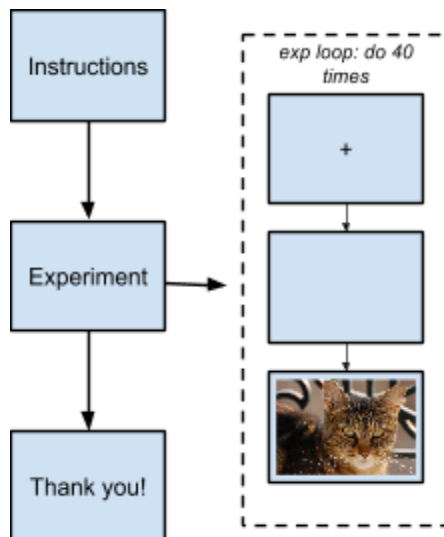 Instructions
Experiment
Thank you!
exp loop: do 40
times
+